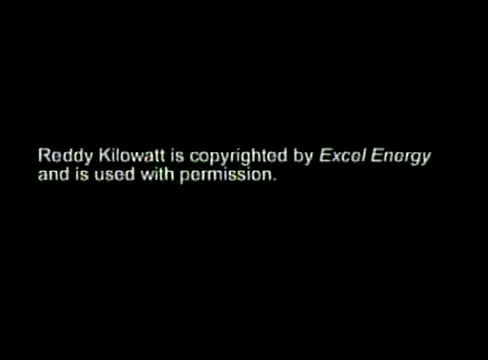 Reddy Kilowatt is copyrighted by Excel Energy
and is used with permission.